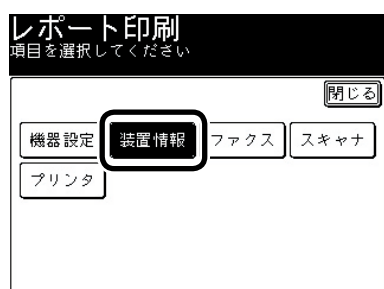 レポート印刷
項目を選択してください
閉じる
機器設定 装置情報 ファクス スキャナ
プリンタ